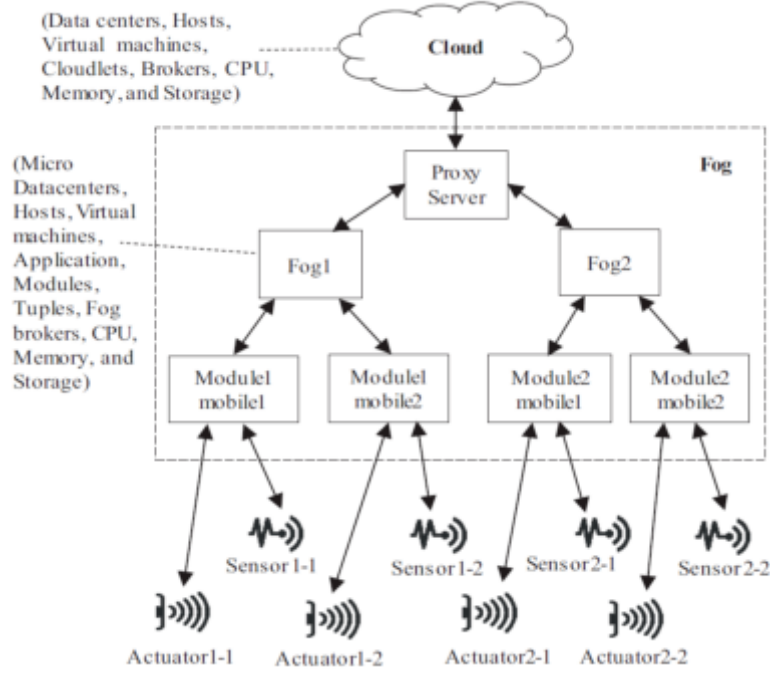 (Data centers, Hosts,
Virtual machines,
Cloudlets, Brokers, CPU,
Memory, and Storage)
Cloud
(Micro
Datacenters,
Hosts, Virtual
machines,
Application,
Modules,
Tuples, Fog
brokers, CPU,
Memory, and
Storage)
Proxy
Server
Fog
Fog1
Fog2
Module1
mobile1
Module1
mobile2
Module2
mobile1
Module2
mobile2
Sensor1-1
Sensor1-2
Sensor2-1
Sensor2-2
Actuator1-1
Actuator1-2
Actuator2-1
Actuator2-2